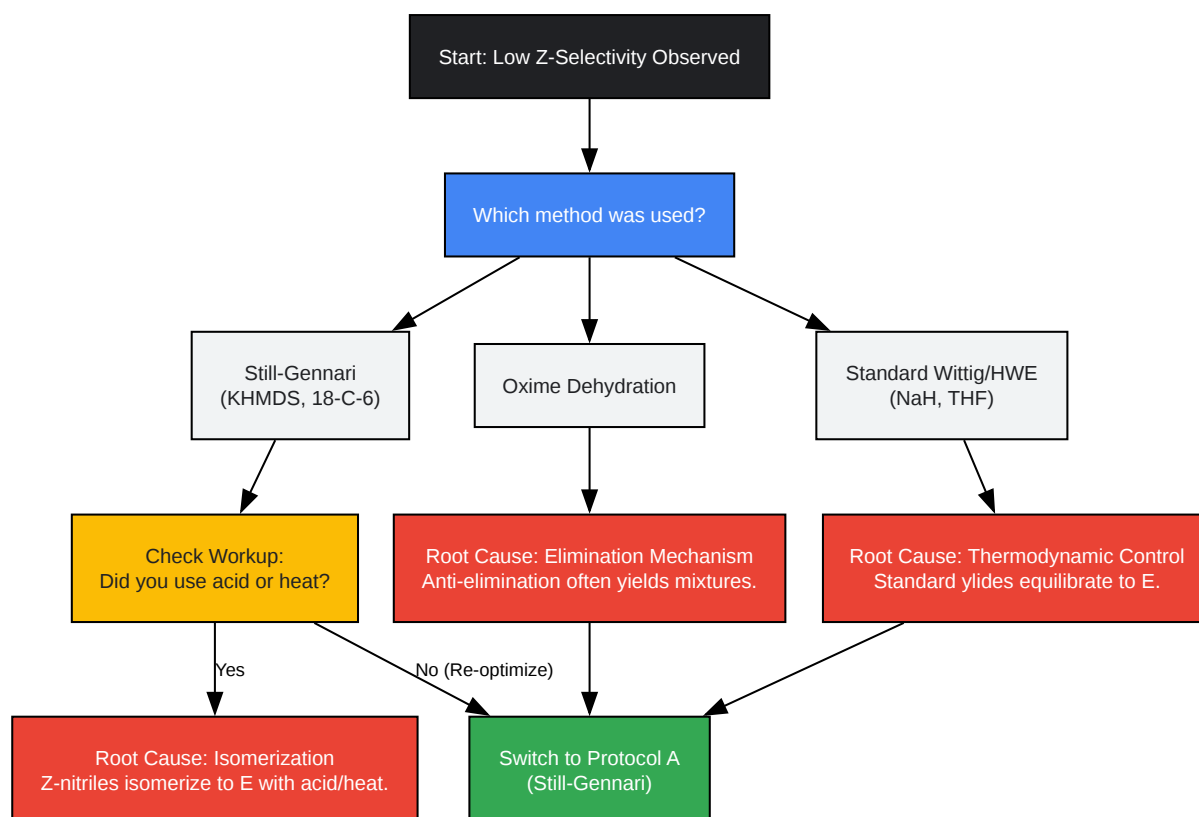 Start: Low Z-Selectivity Observed
Which method was used?
Still-Gennari
(KHMDS, 18-C-6)
Oxime Dehydration
Standard Wittig/HWE
(NaH, THF)
Check Workup:
Did you use acid or heat?
Root Cause: Elimination Mechanism
Anti-elimination often yields mixtures.
Root Cause: Thermodynamic Control
Standard ylides equilibrate to E.
Yes
No (Re-optimize)
Root Cause: Isomerization
Z-nitriles isomerize to E with acid/heat.
Switch to Protocol A
(Still-Gennari)